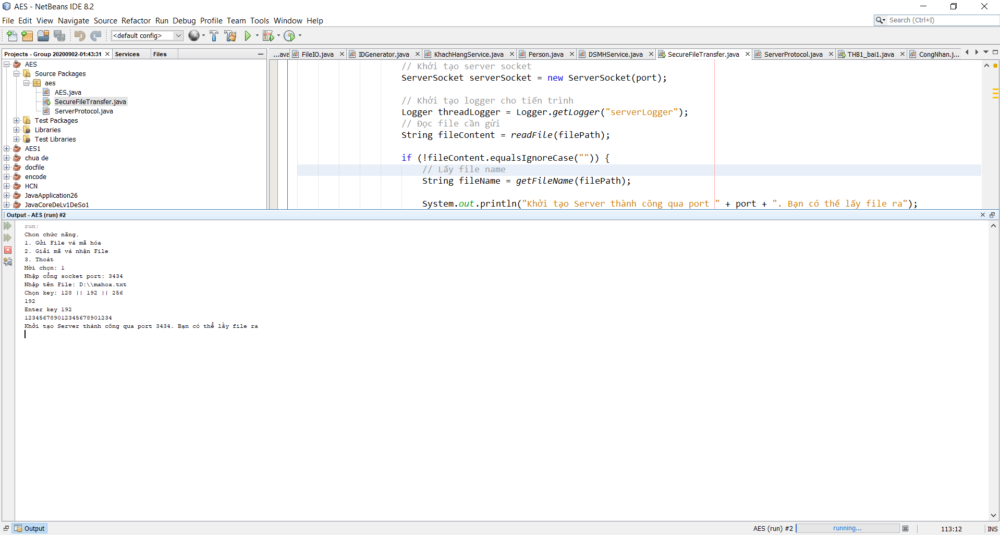 AES - NetBeans IDE 8.2
File Edit View Navigate Source Refactor Run Debug Profile Team Tools Window Help
Search (Ctrl+I)
<default config>
Projects - Group 20200902-01:43:31
Services
Files
AES
Source Packages
aes
AES.java
SecureFileTransfer.java
ServerProtocol.java
Test Packages
Libraries
Test Libraries
AES1
chua de
docfile
encode
HCN
JavaApplication26
JavaCoreDeLv1DeSo1
...ava FileIO.java IDGenerator.java KhachHangService.java Person.java DSMHService.java SecureFileTransfer.java ServerProtocol.java THB1_bai1.java CongNhan.j...
// Khởi tạo server socket
ServerSocket serverSocket = new ServerSocket(port);
// Khởi tạo logger cho tiến trình
Logger threadLogger = Logger.getLogger("serverLogger");
// Đọc file cần gửi
String fileContent = readFile(filePath);
if (!fileContent.equalsIgnoreCase("")) {
// Lấy file name
String fileName = getFileName(filePath);
System.out.println("Khởi tạo Server thành công qua port " + port + ". Bạn có thể lấy file ra");
Output - AES (run) #2
run:
Chon chức năng.
1. Gửi File và mã hóa
2. Giải mã và nhận File
3. Thoát
Mời chọn: 1
Nhập cổng socket port: 3434
Nhập tên File: D:\\mahoa.txt
Chọn key: 128 || 192 || 256
192
Enter key 192
123456789012345678901234
Khởi tạo Server thành công qua port 3434. Bạn có thể lấy file ra
Output
AES (run) #2
running...
113:12
INS